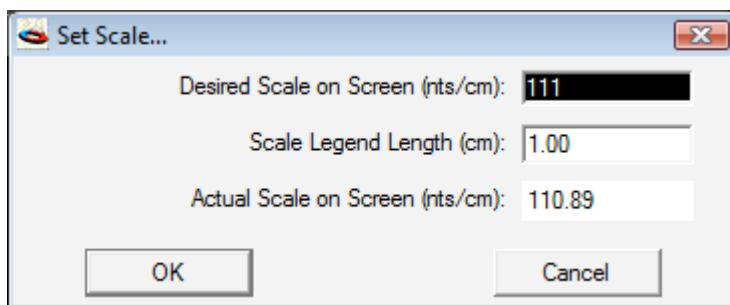 Set Scale...
Desired Scale on Screen (nts/cm): 111
Scale Legend Length (cm): 1.00
Actual Scale on Screen (nts/cm): 110.89
OK Cancel